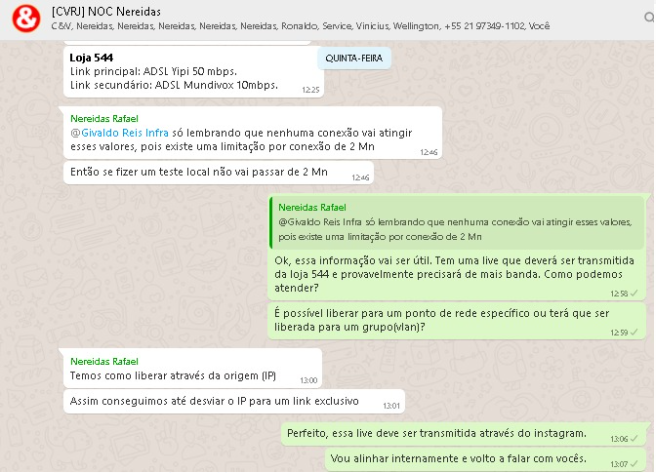 [CVRJ] NOC Nereidas
C&V, Nereidas, Nereidas, Nereidas, Nereidas, Nereidas, Ronaldo, Service, Vinicius, Wellington, +55 21 97349-1102, Você
Loja 544
Link principal: ADSL Yipi 50 mbps.
Link secundário: ADSL Mundivox 10mbps.
12:25
QUINTA-FEIRA
Nereidas Rafael
@Givaldo Reis Infra só lembrando que nenhuma conexão vai atingir
esses valores, pois existe uma limitação por conexão de 2 Mn
12:46
Então se fizer um teste local não vai passar de 2 Mn
12:46
Nereidas Rafael
@Givaldo Reis Infra só lembrando que nenhuma conexão vai atingir esses valores,
pois existe uma limitação por conexão de 2 Mn
Ok, essa informação vai ser útil. Tem uma live que deverá ser transmitida
da loja 544 e provavelmente precisará de mais banda. Como podemos
atender?
12:58
É possível liberar para um ponto de rede específico ou terá que ser
liberada para um grupo(vlan)?
12:59
Nereidas Rafael
Temos como liberar através da origem (IP)
13:00
Assim conseguimos até desviar o IP para um link exclusivo
13:01
Perfeito, essa live deve ser transmitida através do instagram.
13:06
Vou alinhar internamente e volto a falar com vocês.
13:07